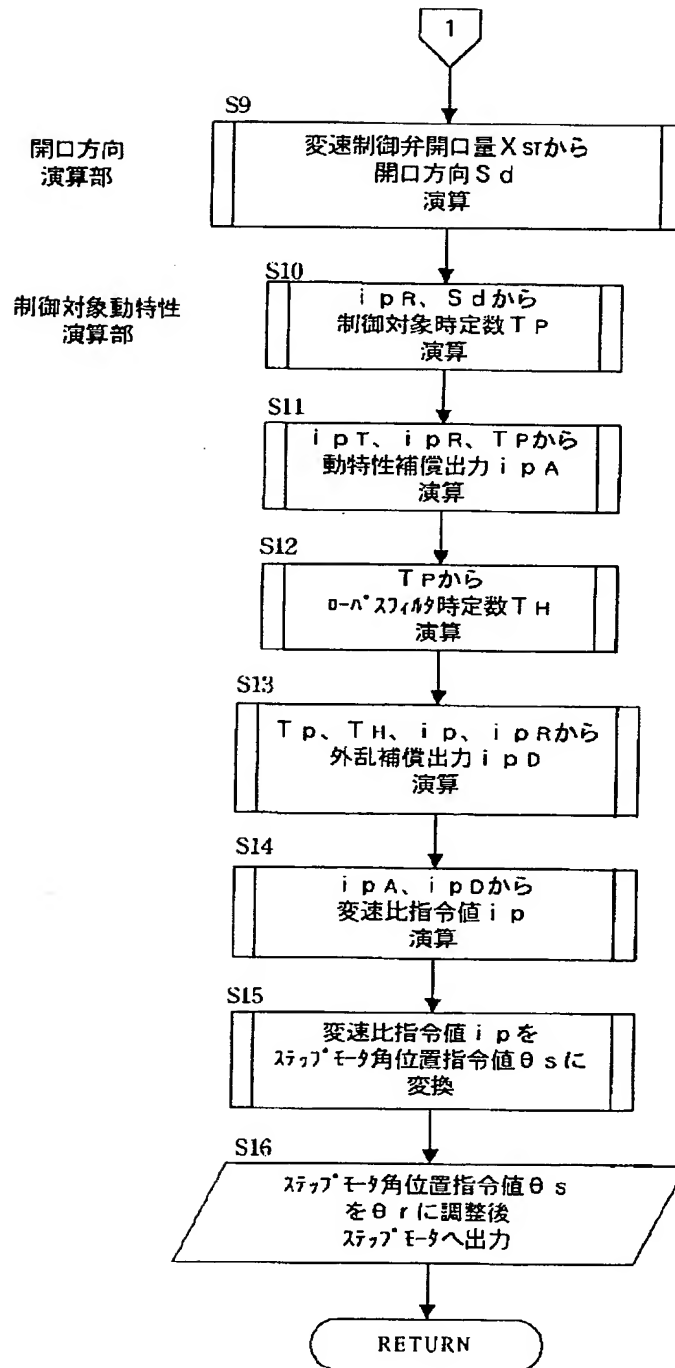 1
S9
開口方向
演算部
変速制御弁開口量XSTから
開口方向Sd
演算
S10
制御対象動特性
演算部
ipR、Sdから
制御対象時定数TP
演算
S11
ipT、ipR、TPから
動特性補償出力ipA
演算
S12
TPから
ローパスフィルタ時定数TH
演算
S13
Tp、TH、ip、ipRから
外乱補償出力ipD
演算
S14
ipA、ipDから
変速比指令値ip
演算
S15
変速比指令値ipを
ステップモータ角位置指令値θsに
変換
S16
ステップモータ角位置指令値θs
をθrに調整後
ステップモータへ出力
RETURN